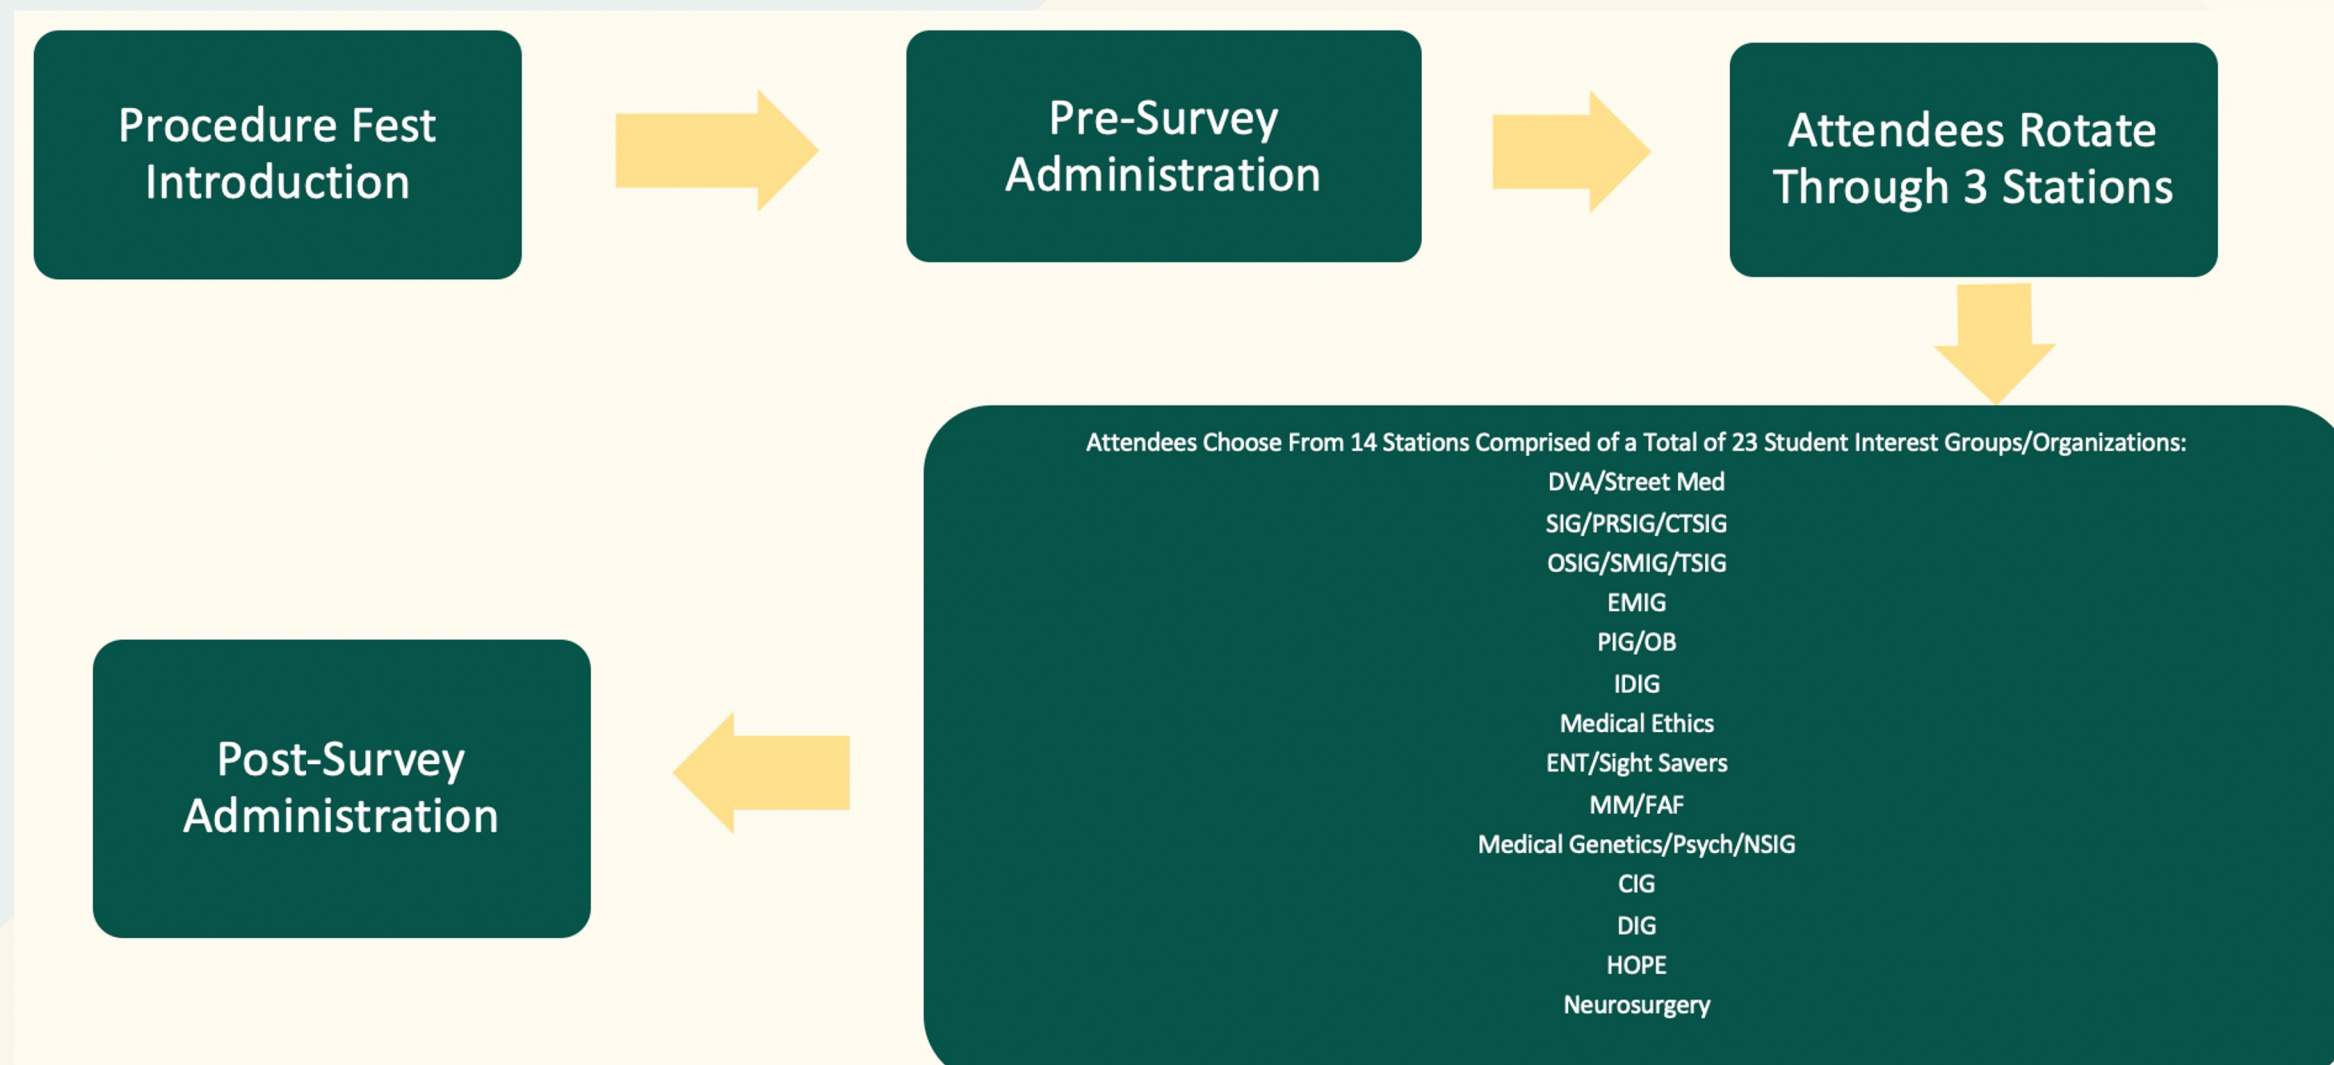 Procedure Fest
Introduction
Pre-Survey
Administration
Attendees Rotate
Through 3 Stations
Attendees Choose From 14 Stations Comprised of a Total of 23 Student Interest Groups/Organizations:
DVA/Street Med
SIG/PRSIG/CTSIG
OSIG/SMIG/TSIG
EMIG
PIG/OB
IDIG
Medical Ethics
ENT/Sight Savers
MM/FAF
Medical Genetics/Psych/NSIG
CIG
DIG
HOPE
Neurosurgery
Post-Survey
Administration